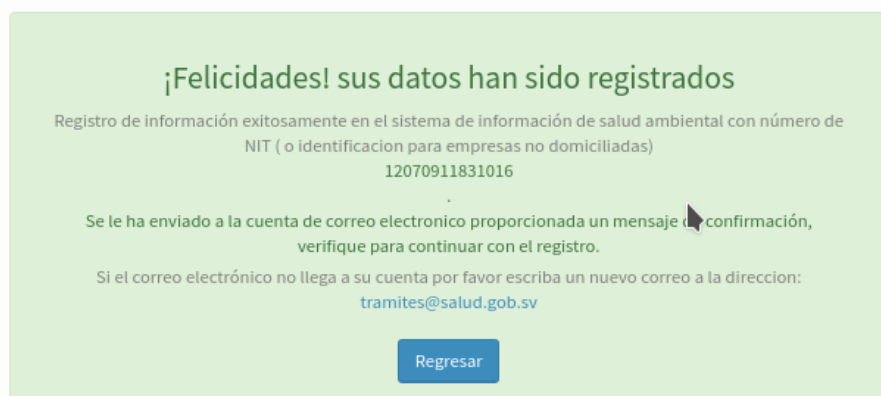 ¡Felicidades! sus datos han sido registrados
Registro de información exitosamente en el sistema de información de salud ambiental con número de
NIT ( o identificacion para empresas no domiciliadas)
12070911831016
.
Se le ha enviado a la cuenta de correo electronico proporcionada un mensaje confirmación,
verifique para continuar con el registro.
Si el correo electrónico no llega a su cuenta por favor escriba un nuevo correo a la direccion:
tramites@salud.gob.sv
Regresar